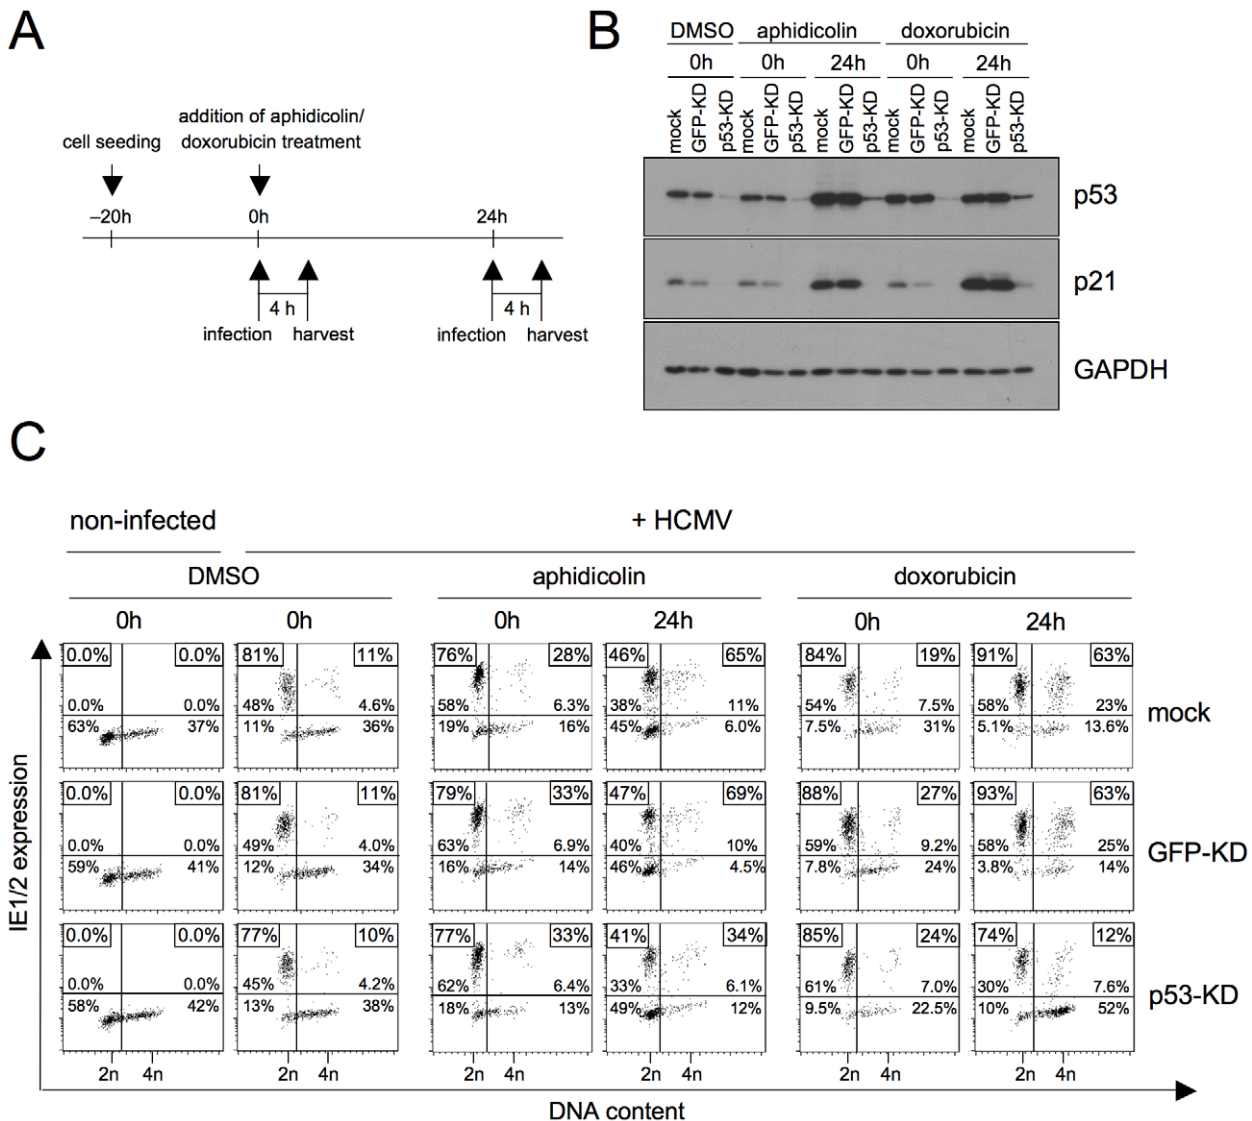 A
cell seeding
addition of aphidicolin/
doxorubicin treatment
–20h
0h
24h
4 h
4 h
infection
harvest
infection
harvest
B
DMSO aphidicolin doxorubicin
0h 0h 24h 0h 24h
mock GFP-KD p53-KD mock GFP-KD p53-KD mock GFP-KD p53-KD mock GFP-KD p53-KD mock GFP-KD p53-KD
p53
p21
GAPDH
C
non-infected + HCMV
DMSO aphidicolin doxorubicin
0h 0h 0h 24h 0h 24h
0.0% 0.0% 81% 11% 76% 28% 46% 65% 84% 19% 91% 63%
0.0% 0.0% 48% 4.6% 58% 6.3% 38% 11% 54% 7.5% 58% 23%
mock
63% 37% 11% 36% 19% 16% 45% 6.0% 7.5% 31% 5.1% 13.6%
0.0% 0.0% 81% 11% 79% 33% 47% 69% 88% 27% 93% 63%
0.0% 0.0% 49% 4.0% 63% 6.9% 40% 10% 59% 9.2% 58% 25%
GFP-KD
59% 41% 12% 34% 16% 14% 46% 4.5% 7.8% 24% 3.8% 14%
0.0% 0.0% 77% 10% 77% 33% 41% 34% 85% 24% 74% 12%
0.0% 0.0% 45% 4.2% 62% 6.4% 33% 6.1% 61% 7.0% 30% 7.6%
p53-KD
58% 42% 13% 38% 18% 13% 49% 12% 9.5% 22.5% 10% 52%
2n 4n 2n 4n 2n 4n 2n 4n 2n 4n 2n 4n
IE1/2 expression
DNA content